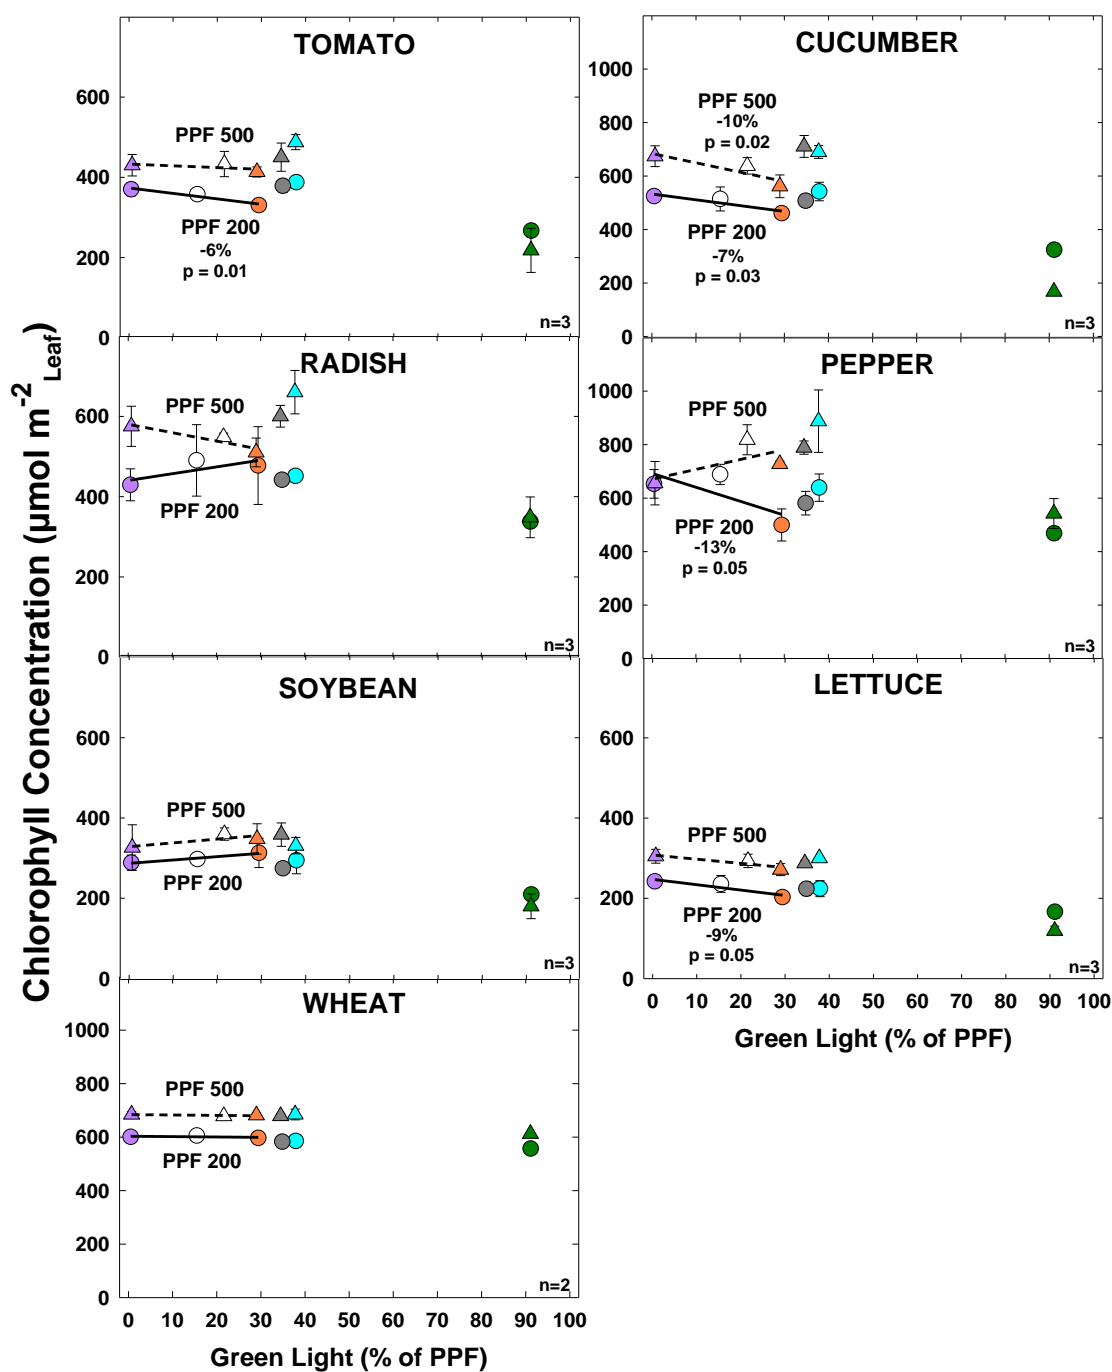 Chlorophyll Concentration (µmol m-2 Leaf)
TOMATO
600
400
200
0
PPF 500
PPF 200
-6%
p = 0.01
n=3
CUCUMBER
1000
800
600
400
200
0
PPF 500
-10%
p = 0.02
PPF 200
-7%
p = 0.03
n=3
RADISH
600
400
200
0
PPF 500
PPF 200
n=3
PEPPER
1000
800
600
400
200
0
PPF 500
PPF 200
-13%
p = 0.05
n=3
SOYBEAN
600
400
200
0
PPF 500
PPF 200
n=3
LETTUCE
600
400
200
0
PPF 500
PPF 200
-9%
p = 0.05
n=3
0 10 20 30 40 50 60 70 80 90 100
Green Light (% of PPF)
WHEAT
1000
800
600
400
200
0
PPF 500
PPF 200
n=2
0 10 20 30 40 50 60 70 80 90 100
Green Light (% of PPF)